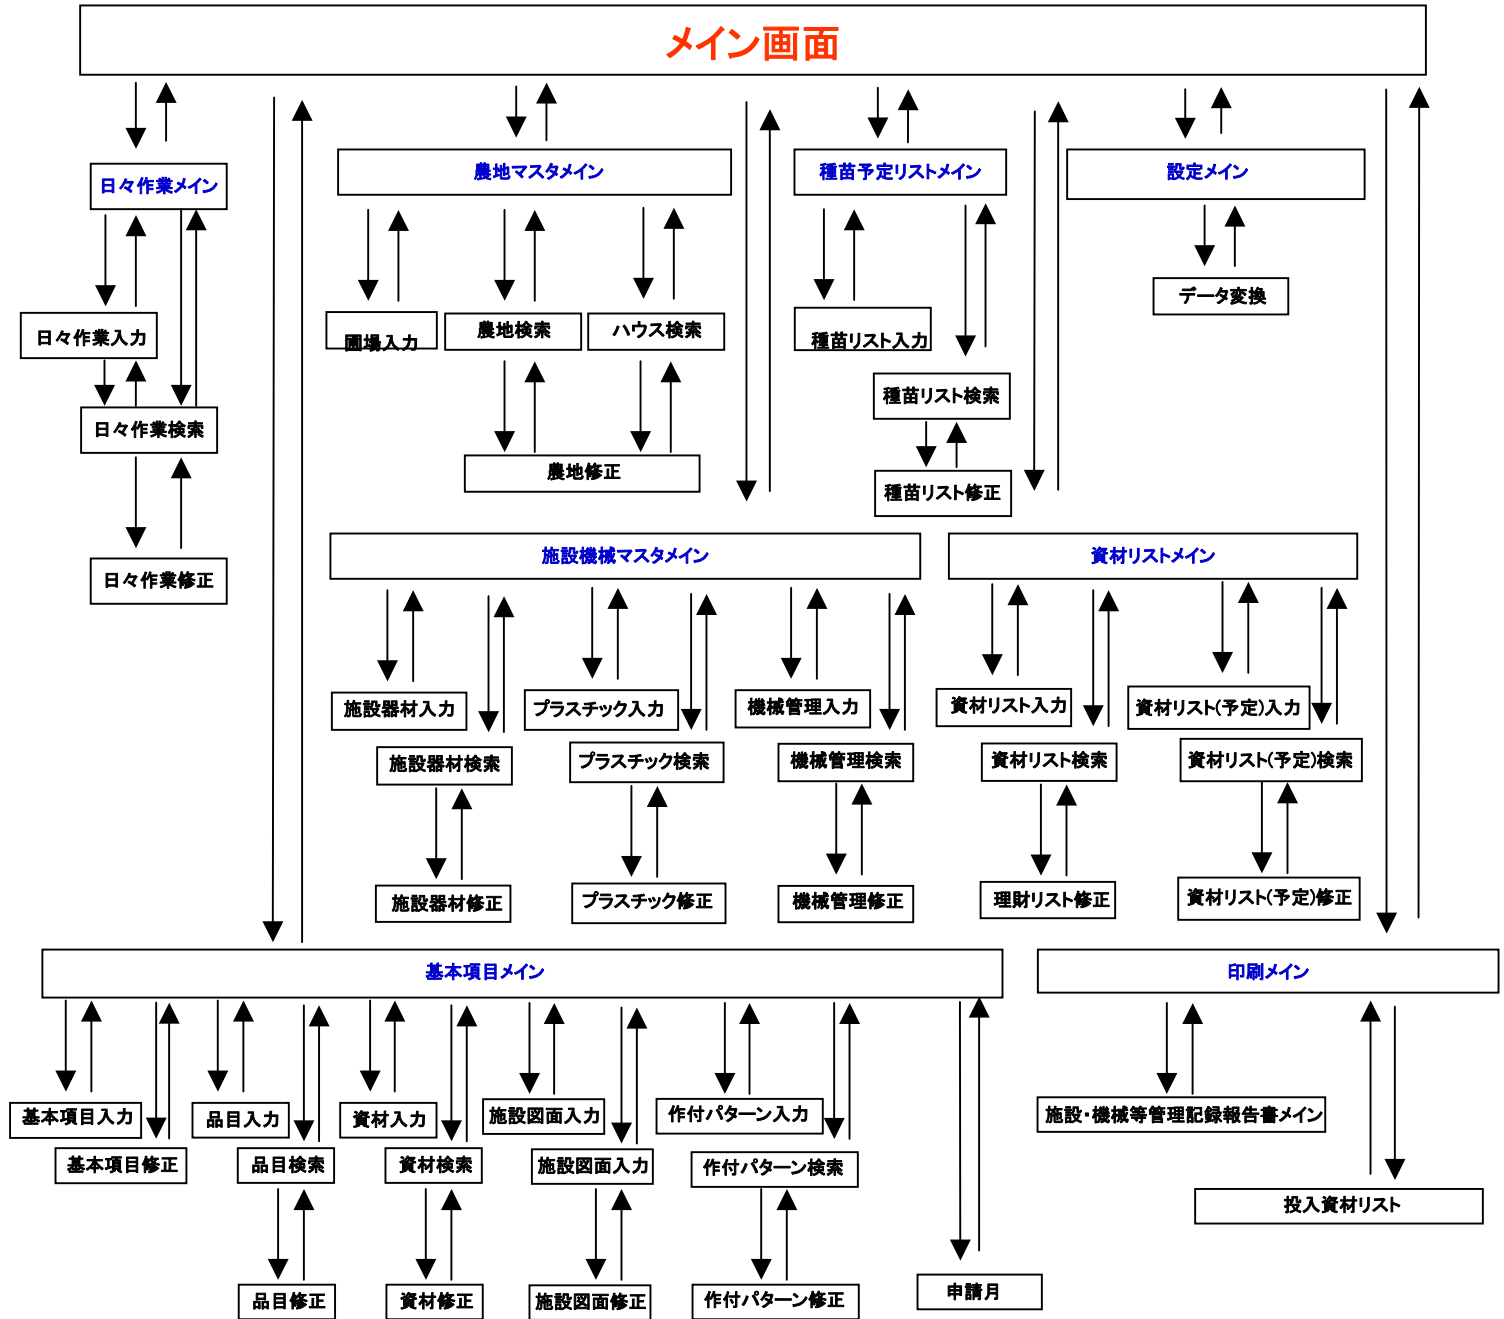 メイン画面
日々作業メイン
農地マスタメイン
種苗予定リストメイン
設定メイン
データ変換
日々作業入力
圃場入力
農地検索
ハウス検索
種苗リスト入力
種苗リスト検索
日々作業検索
農地修正
種苗リスト修正
日々作業修正
施設機械マスタメイン
資材リストメイン
施設器材入力
プラスチック入力
機械管理入力
資材リスト入力
資材リスト(予定)入力
施設器材検索
プラスチック検索
機械管理検索
資材リスト検索
資材リスト(予定)検索
施設器材修正
プラスチック修正
機械管理修正
理財リスト修正
資材リスト(予定)修正
基本項目メイン
印刷メイン
基本項目入力
品目入力
資材入力
施設図面入力
作付パターン入力
施設・機械等管理記録報告書メイン
基本項目修正
品目検索
資材検索
施設図面入力
作付パターン検索
投入資材リスト
品目修正
資材修正
施設図面修正
作付パターン修正
申請月